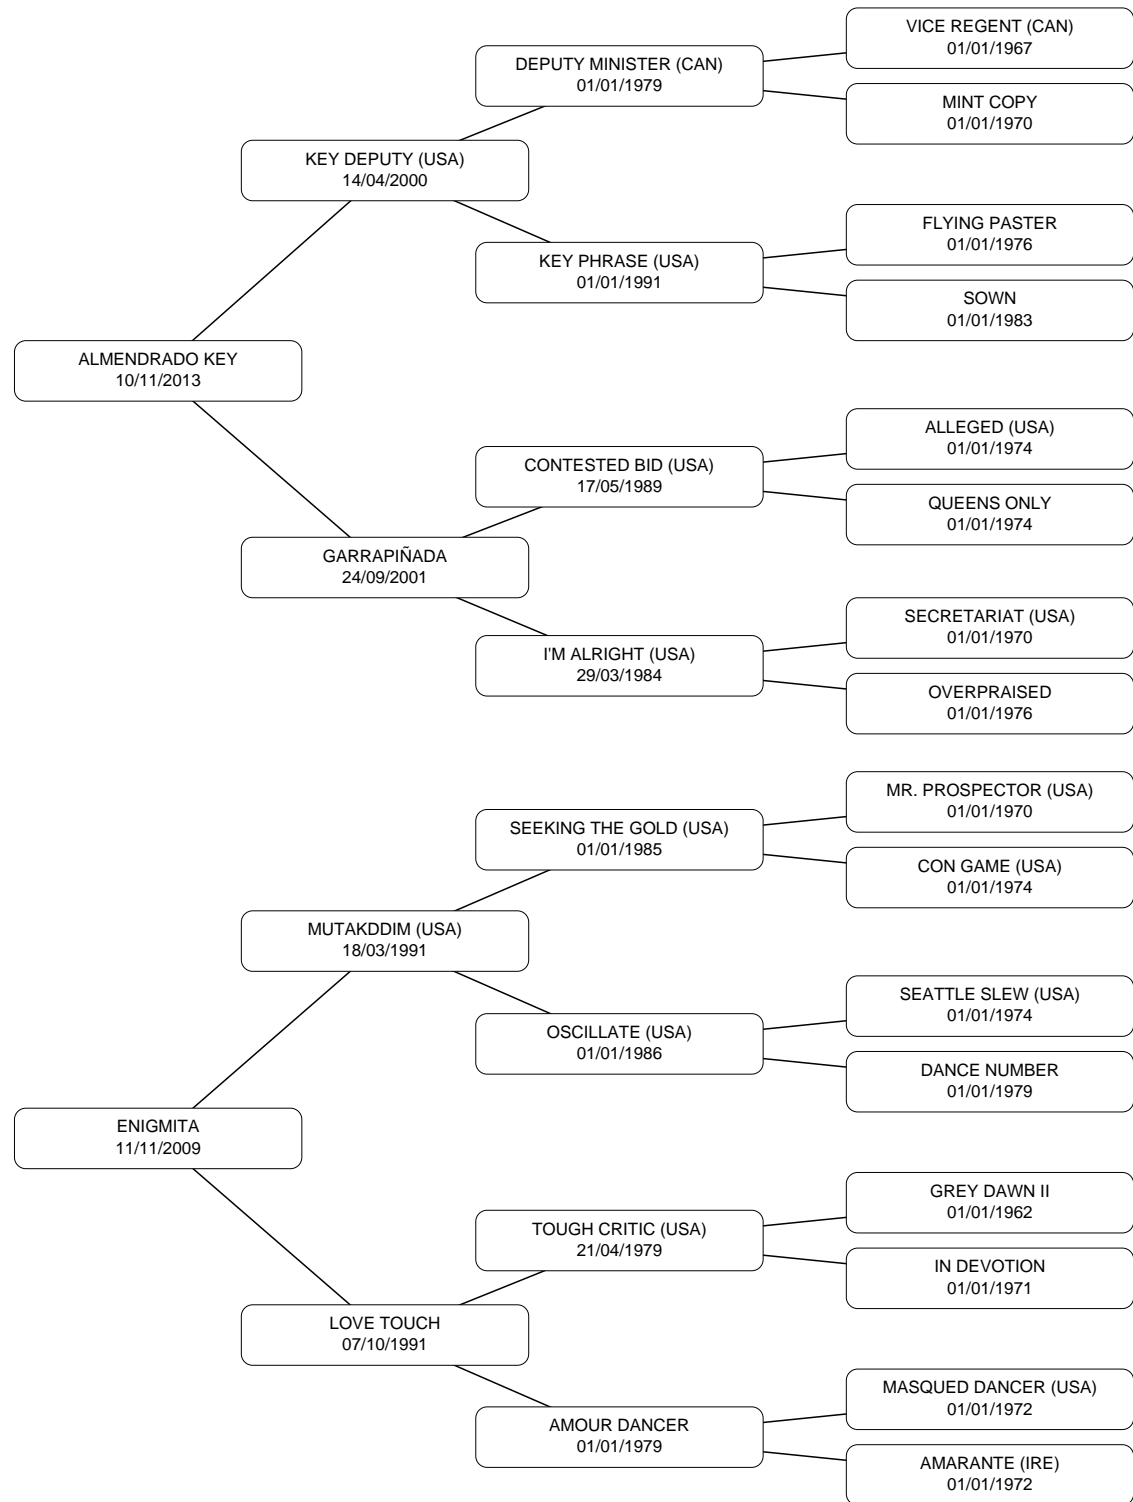 VICE REGENT (CAN)
01/01/1967
DEPUTY MINISTER (CAN)
01/01/1979
MINT COPY
01/01/1970
KEY DEPUTY (USA)
14/04/2000
FLYING PASTER
01/01/1976
KEY PHRASE (USA)
01/01/1991
SOWN
01/01/1983
ALMENDRADO KEY
10/11/2013
ALLEGED (USA)
01/01/1974
CONTESTED BID (USA)
17/05/1989
QUEENS ONLY
01/01/1974
GARRAPIÑADA
24/09/2001
SECRETARIAT (USA)
01/01/1970
I'M ALRIGHT (USA)
29/03/1984
OVERPRAISED
01/01/1976
MR. PROSPECTOR (USA)
01/01/1970
SEEKING THE GOLD (USA)
01/01/1985
CON GAME (USA)
01/01/1974
MUTAKDDIM (USA)
18/03/1991
SEATTLE SLEW (USA)
01/01/1974
OSCILLATE (USA)
01/01/1986
DANCE NUMBER
01/01/1979
ENIGMITA
11/11/2009
GREY DAWN II
01/01/1962
TOUGH CRITIC (USA)
21/04/1979
IN DEVOTION
01/01/1971
LOVE TOUCH
07/10/1991
MASQUED DANCER (USA)
01/01/1972
AMOUR DANCER
01/01/1979
AMARANTE (IRE)
01/01/1972